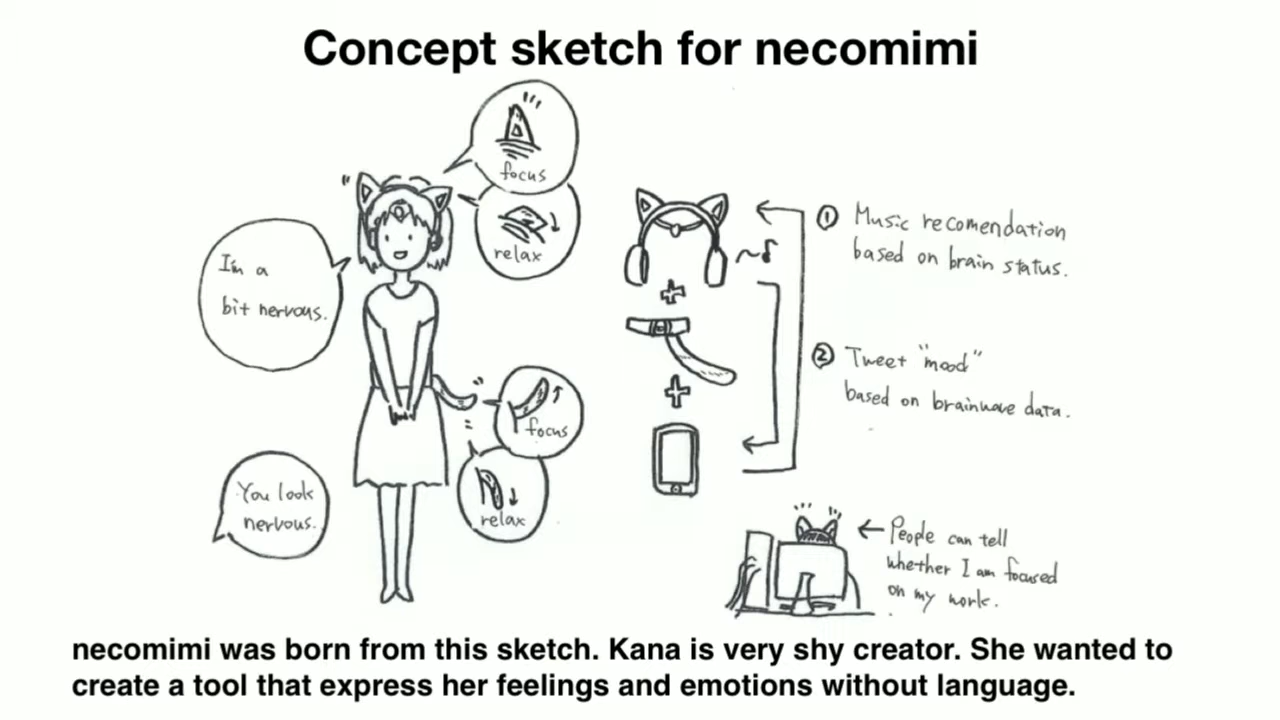 Concept sketch for necomimi
focus
relax
I'm a
bit nervous.
focus
relax
You look
nervous.
① Music recomendation
based on brain status.
② Tweet "mood"
based on brainwave data.
← People can tell
whether I am focused
on my work.
necomimi was born from this sketch. Kana is very shy creator. She wanted to
create a tool that express her feelings and emotions without language.